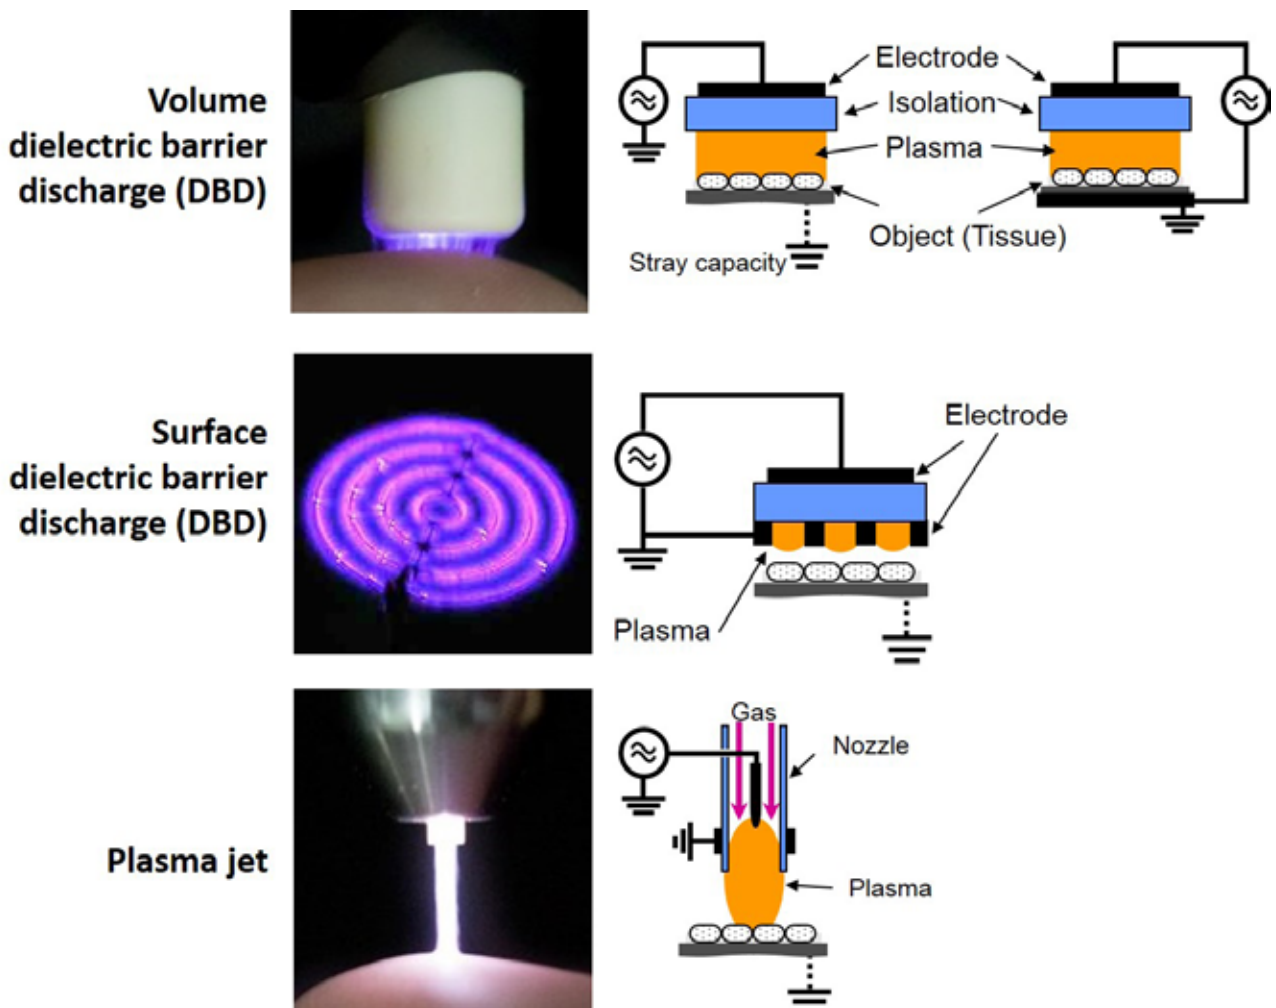 Volume
dielectric barrier
discharge (DBD)
Electrode
Isolation
Plasma
Object (Tissue)
Stray capacity
Surface
dielectric barrier
discharge (DBD)
Electrode
Plasma
Plasma jet
Gas
Nozzle
Plasma